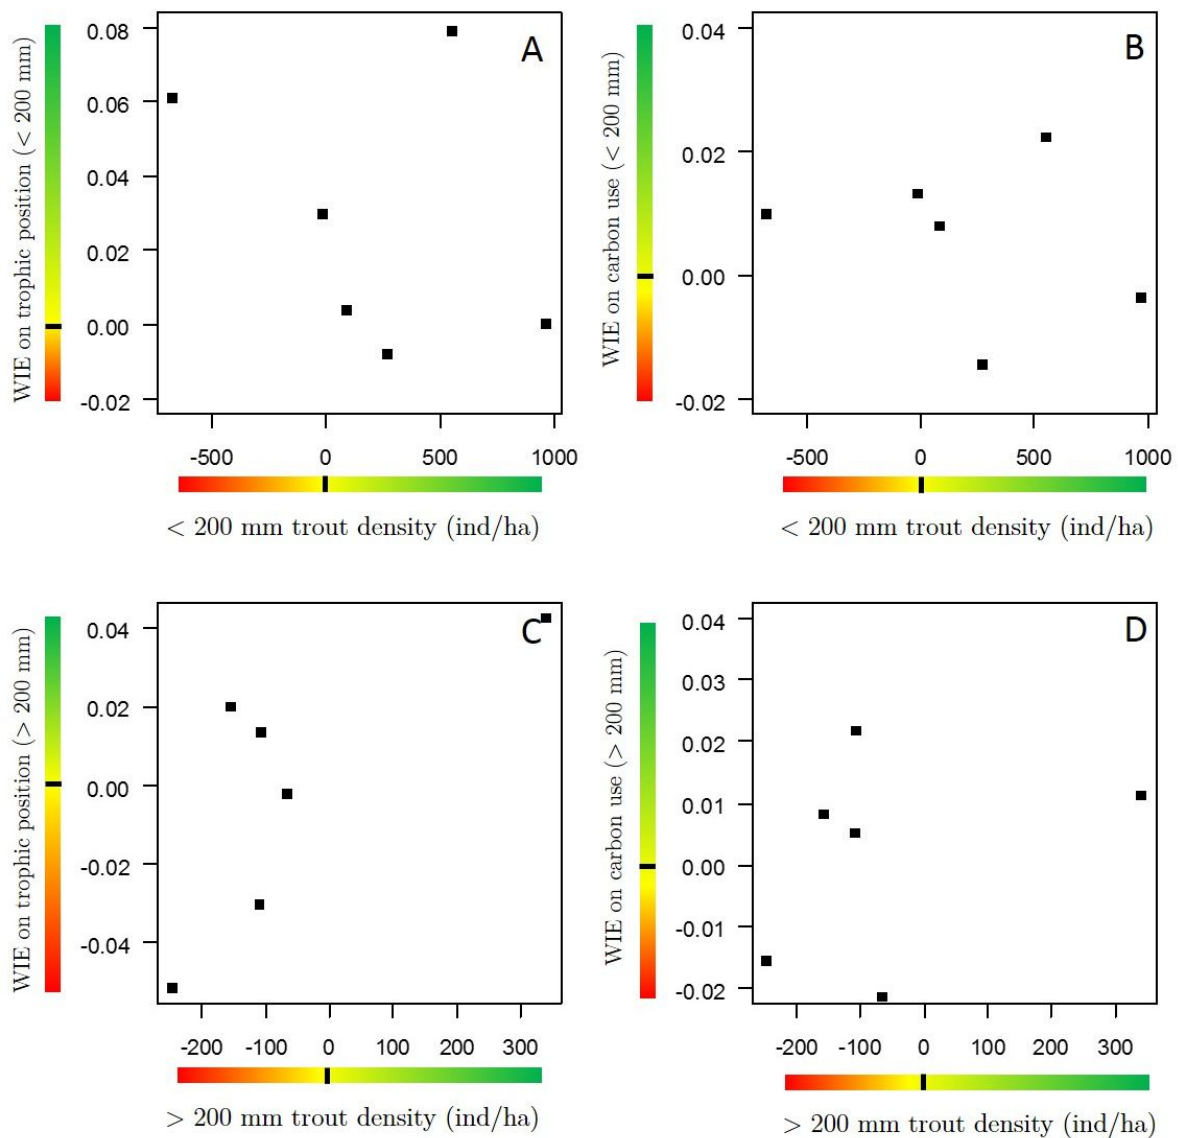 WIE on trophic position (< 200 mm)
0.08
0.06
0.04
0.02
0.00
-0.02
A
-500 0 500 1000
< 200 mm trout density (ind/ha)
WIE on carbon use (< 200 mm)
0.04
0.02
0.00
-0.02
B
-500 0 500 1000
< 200 mm trout density (ind/ha)
WIE on trophic position (> 200 mm)
0.04
0.02
0.00
-0.02
-0.04
C
-200 -100 0 100 200 300
> 200 mm trout density (ind/ha)
WIE on carbon use (> 200 mm)
0.04
0.03
0.02
0.01
0.00
-0.01
-0.02
D
-200 -100 0 100 200 300
> 200 mm trout density (ind/ha)